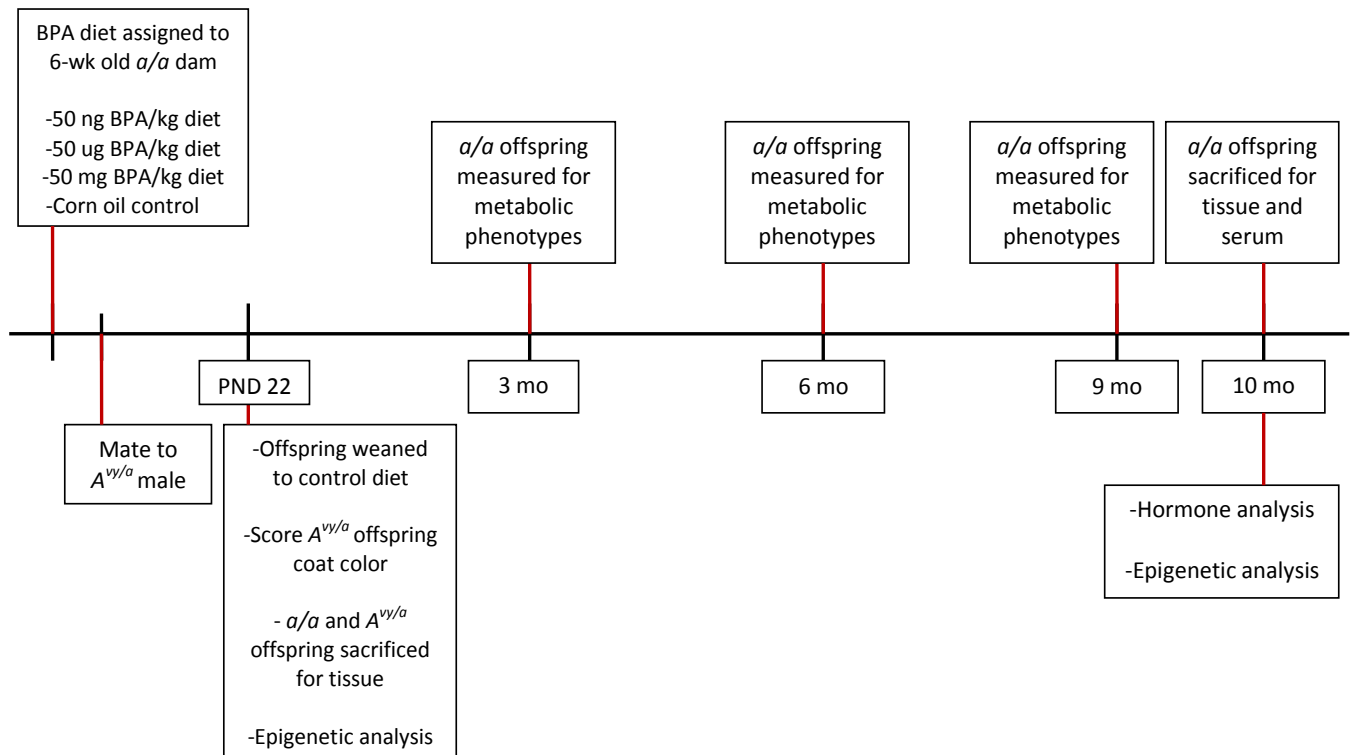 BPA diet assigned to
6-wk old a/a dam
-50 ng BPA/kg diet
-50 ug BPA/kg diet
-50 mg BPA/kg diet
-Corn oil control
a/a offspring
measured for
metabolic
phenotypes
a/a offspring
measured for
metabolic
phenotypes
a/a offspring
measured for
metabolic
phenotypes
a/a offspring
sacrificed for
tissue and
serum
PND 22
3 mo
6 mo
9 mo
10 mo
Mate to
A^vy/a male
-Offspring weaned
to control diet
-Score A^vy/a offspring
coat color
- a/a and A^vy/a
offspring sacrificed
for tissue
-Epigenetic analysis
-Hormone analysis
-Epigenetic analysis